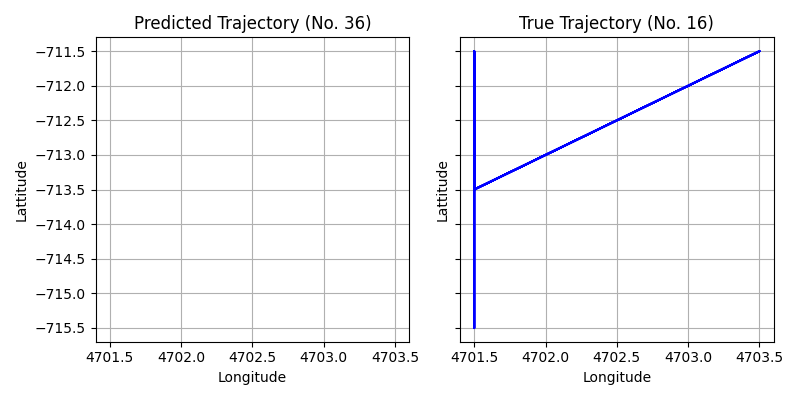 Predicted Trajectory (No. 36)
True Trajectory (No. 16)
−711.5
−712.0
−712.5
−713.0
−713.5
−714.0
−714.5
−715.0
−715.5
Lattitude
Lattitude
4701.5 4702.0 4702.5 4703.0 4703.5
4701.5 4702.0 4702.5 4703.0 4703.5
Longitude
Longitude